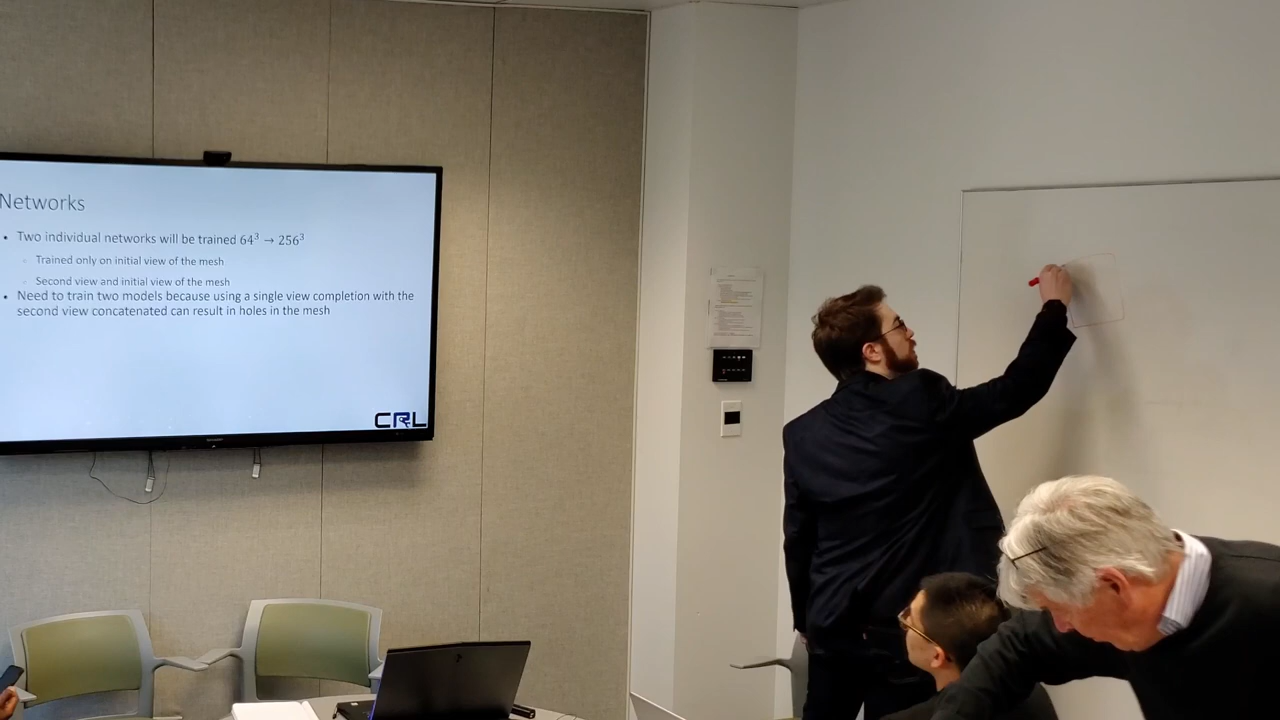 Networks
• Two individual networks will be trained 64³ → 256³
◦ Trained only on initial view of the mesh
◦ Second view and initial view of the mesh
• Need to train two models because using a single view completion with the
second view concatenated can result in holes in the mesh
CRL
SHARP